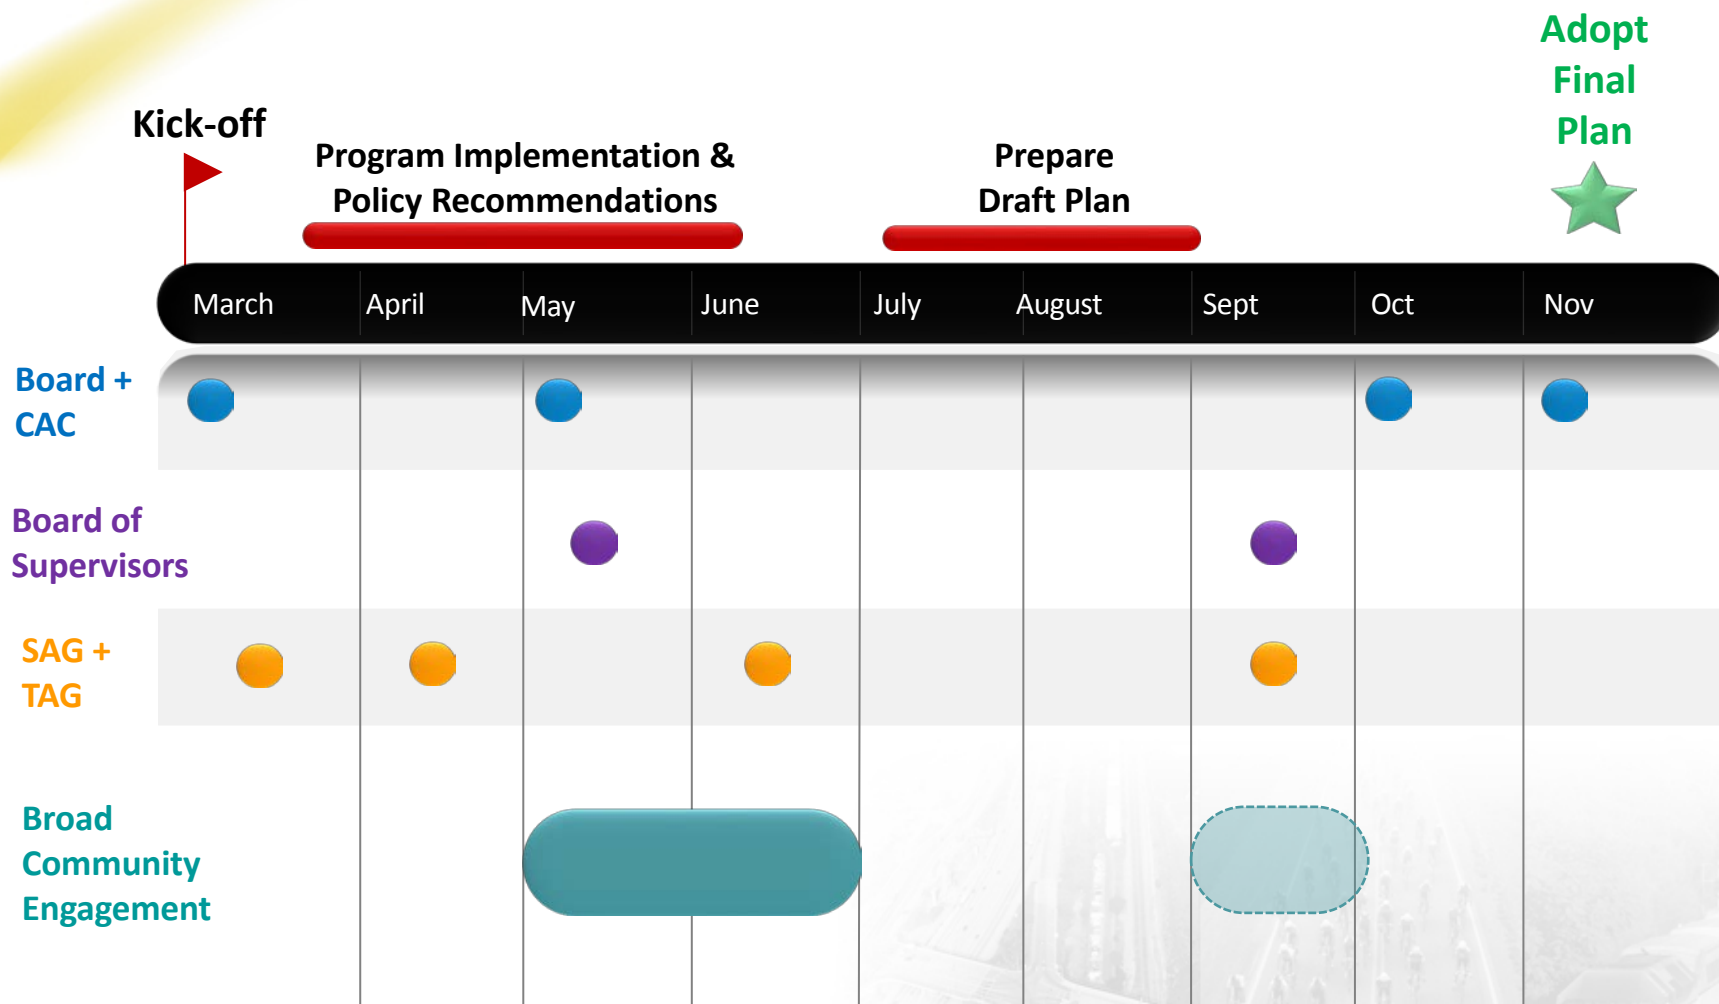 Adopt
Final
Plan
Kick-off
Program Implementation &
Policy Recommendations
Prepare
Draft Plan
March April May June July August Sept Oct Nov
Board +
CAC
Board of
Supervisors
SAG +
TAG
Broad
Community
Engagement